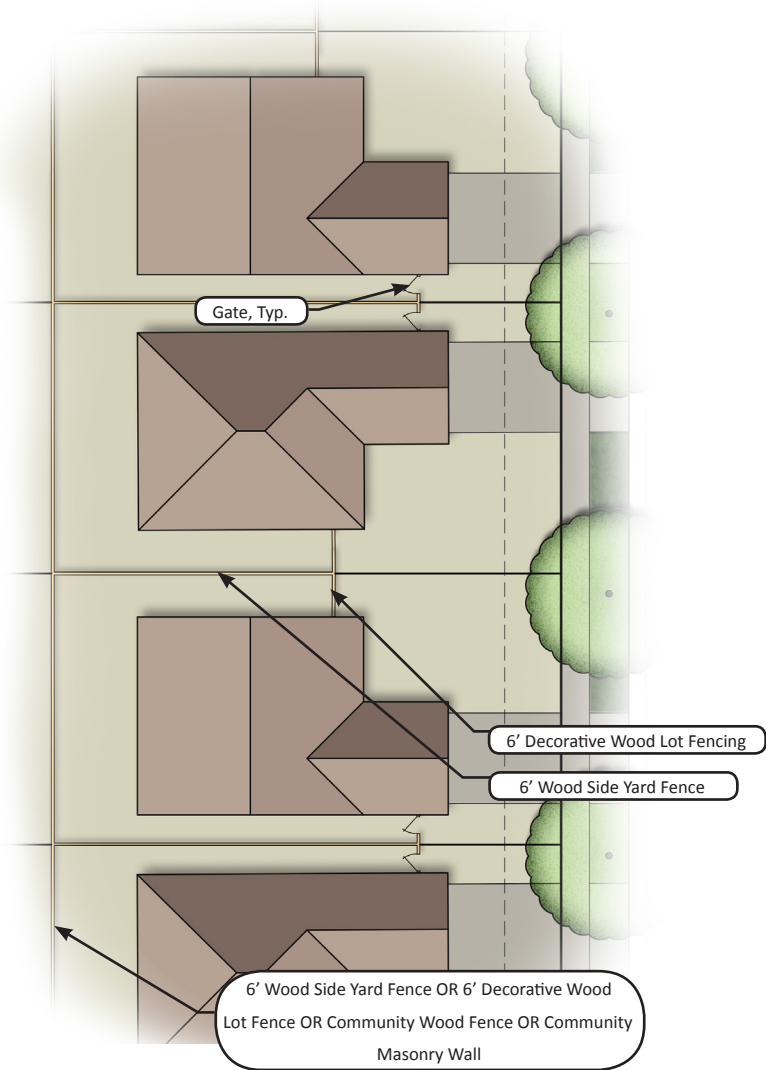 Gate, Typ.
6’ Decorative Wood Lot Fencing
6’ Wood Side Yard Fence
6’ Wood Side Yard Fence OR 6’ Decorative Wood
Lot Fence OR Community Wood Fence OR Community
Masonry Wall